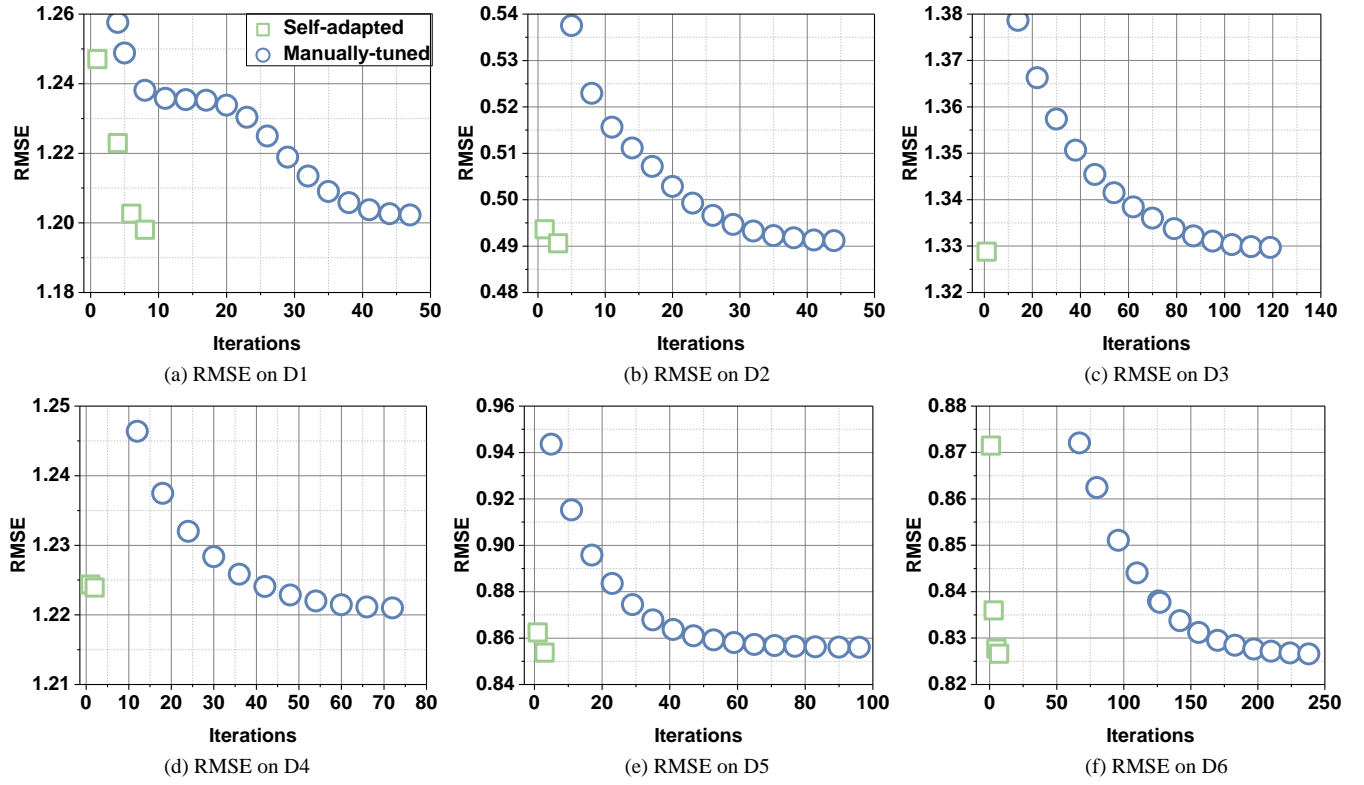 1.26
1.24
1.22
1.20
1.18
RMSE
Self-adapted
Manually-tuned
0 10 20 30 40 50
Iterations
(a) RMSE on D1
0.54
0.53
0.52
0.51
0.50
0.49
0.48
RMSE
0 10 20 30 40 50
Iterations
(b) RMSE on D2
1.38
1.37
1.36
1.35
1.34
1.33
1.32
RMSE
0 20 40 60 80 100 120 140
Iterations
(c) RMSE on D3
1.25
1.24
1.23
1.22
1.21
RMSE
0 10 20 30 40 50 60 70 80
Iterations
(d) RMSE on D4
0.96
0.94
0.92
0.90
0.88
0.86
0.84
RMSE
0 20 40 60 80 100
Iterations
(e) RMSE on D5
0.88
0.87
0.86
0.85
0.84
0.83
0.82
RMSE
0 50 100 150 200 250
Iterations
(f) RMSE on D6